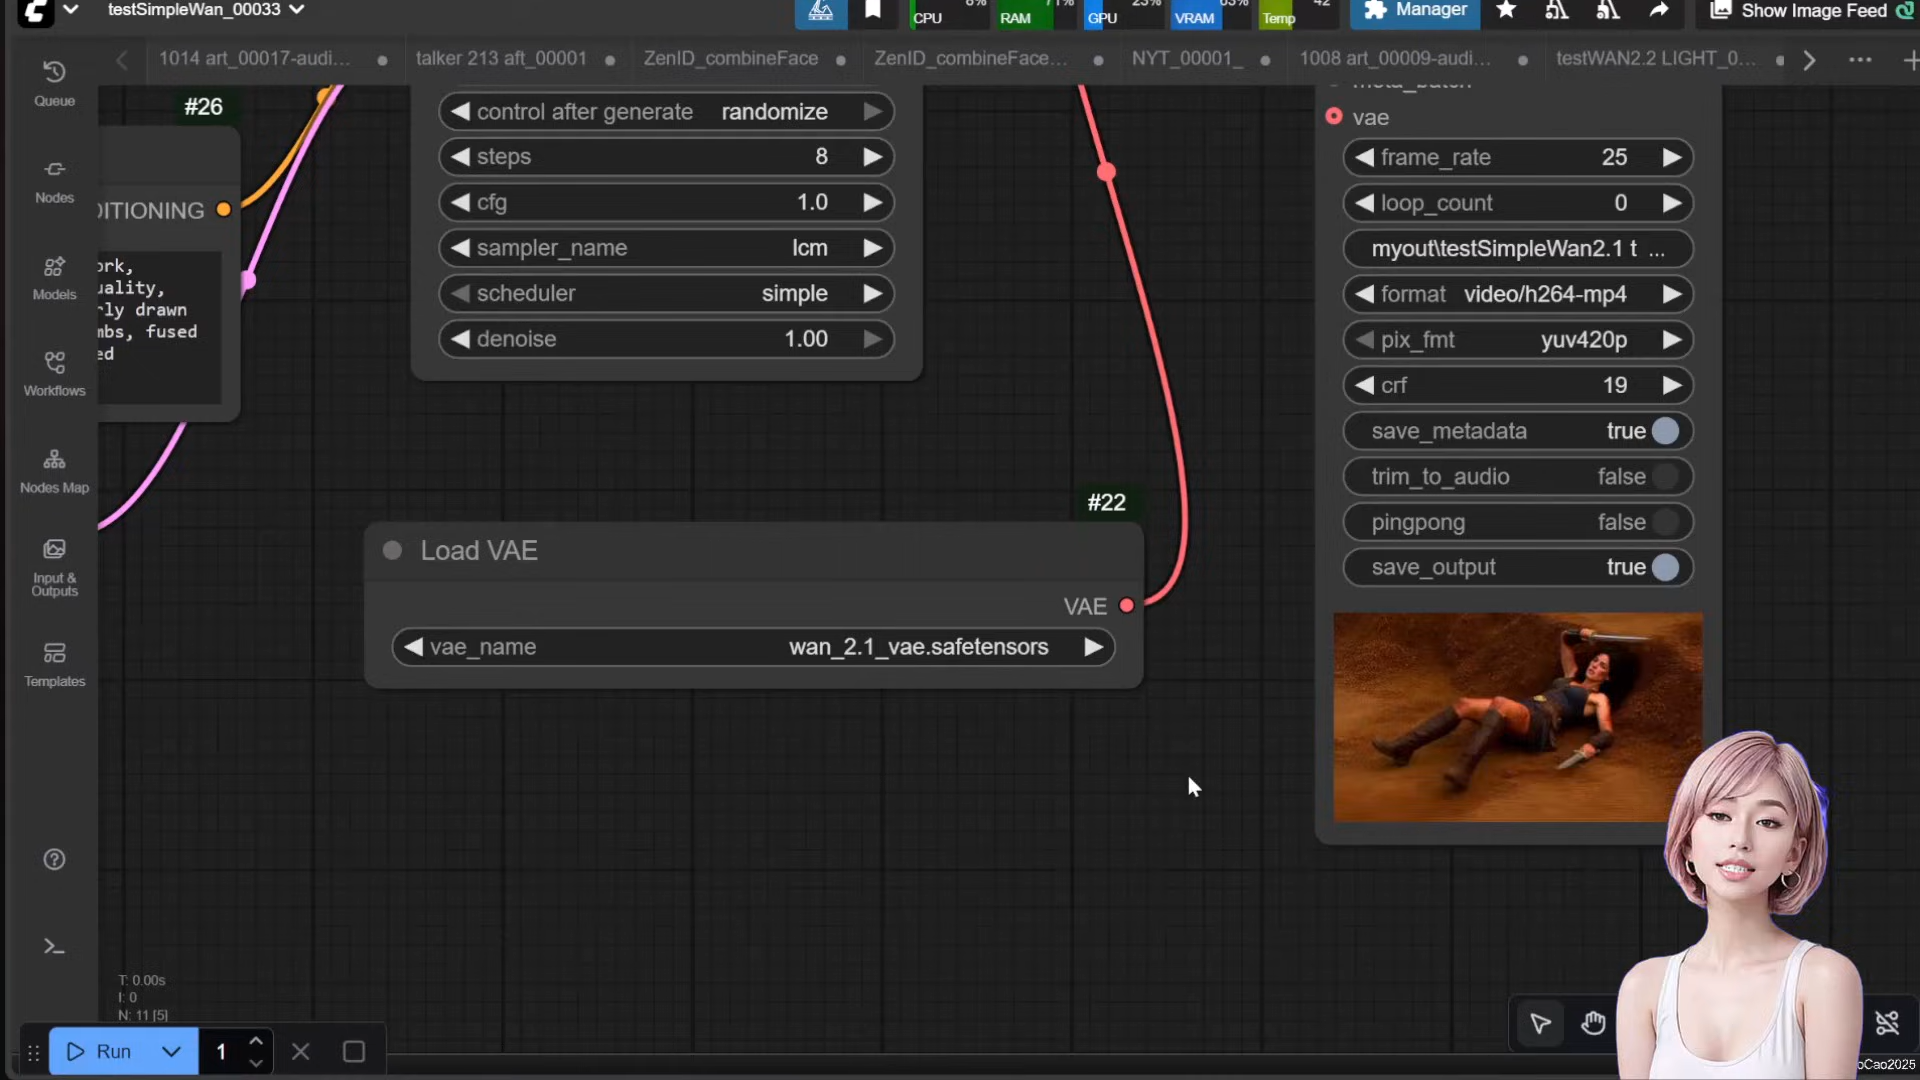 testSimpleWan_00033
CPU
RAM
GPU 23%
VRAM
Temp 42
Manager
Show Image Feed
1014 art_00017-audi...
talker 213 aft_00001
ZenID_combineFace
ZenID_combineFace...
NYT_00001_
1008 art_00009-audi...
testWAN2.2 LIGHT_0...
Queue
Nodes
Models
Workflows
Nodes Map
Input &
Outputs
Templates
#26
DITIONING
ork,
uality,
rly drawn
mbs, fused
ed
control after generate randomize
steps 8
cfg 1.0
sampler_name lcm
scheduler simple
denoise 1.00
#22
Load VAE
VAE
vae_name wan_2.1_vae.safetensors
meta_batch
vae
frame_rate 25
loop_count 0
myout\testSimpleWan2.1 t ...
format video/h264-mp4
pix_fmt yuv420p
crf 19
save_metadata true
trim_to_audio false
pingpong false
save_output true
T: 0.00s
I: 0
N: 11 [5]
Run
1
oCao2025